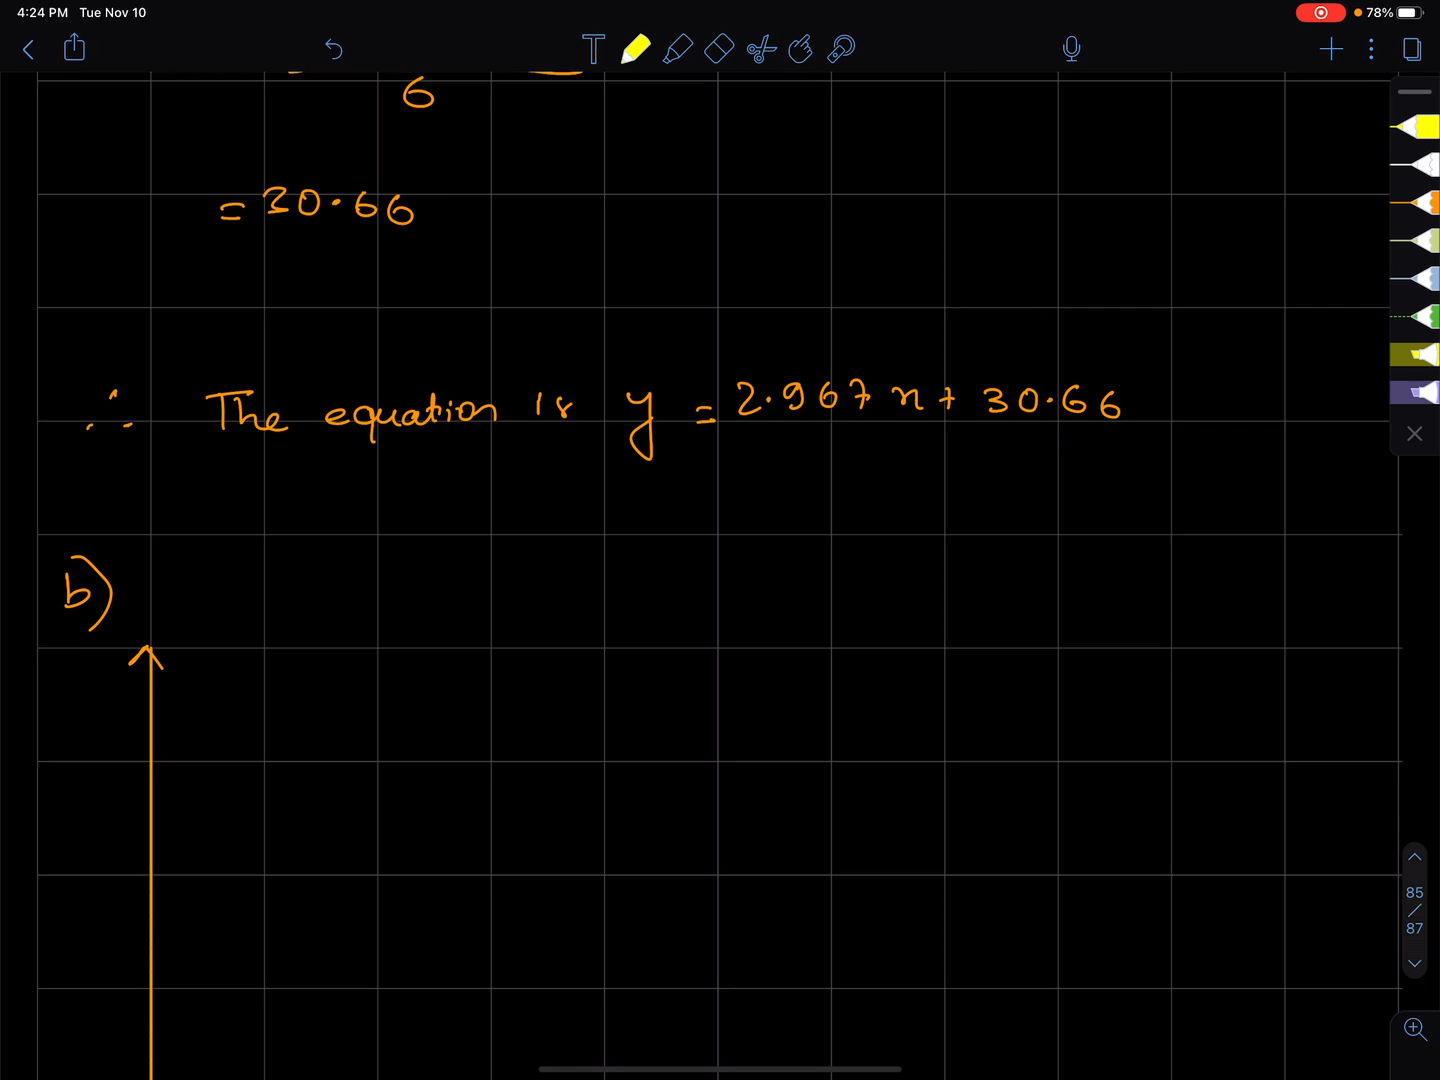 4:24 PM Tue Nov 10
78%
6
= 30.66
∴ The equation is y = 2.967 x + 30.66
b)
85
/
87